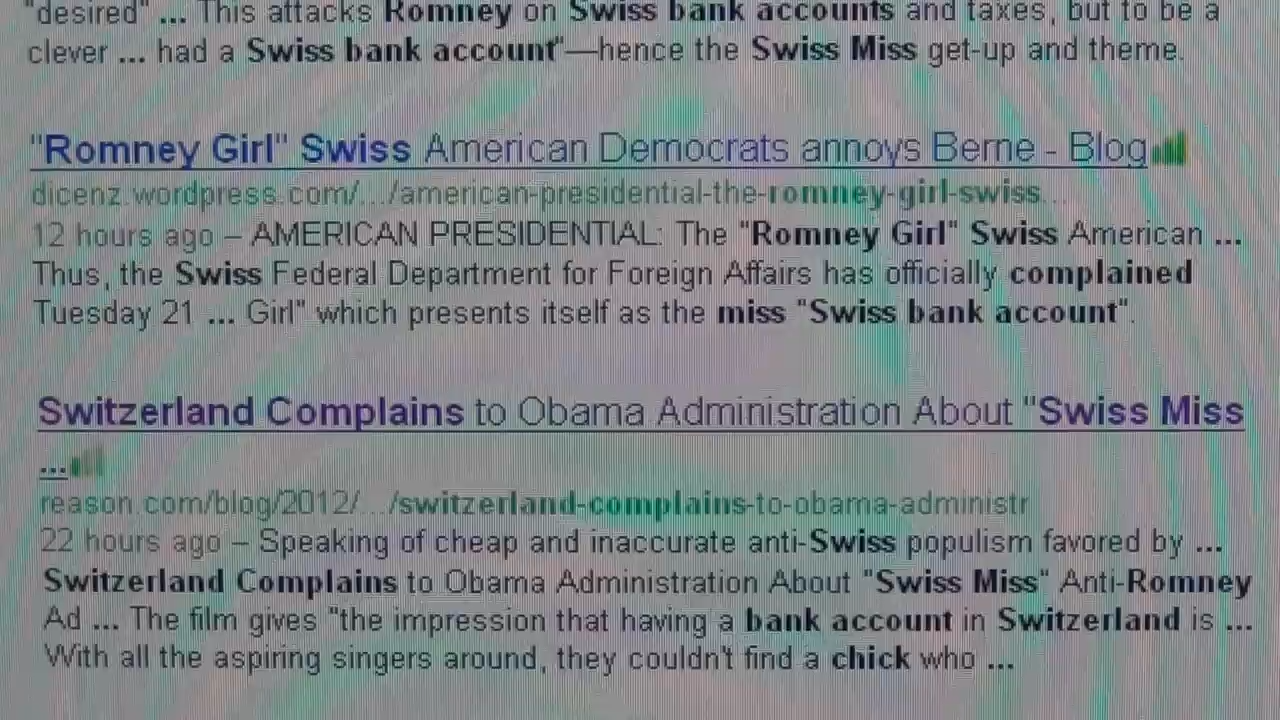 "desired" ... This attacks Romney on Swiss bank accounts and taxes, but to be a
clever ... had a Swiss bank account"—hence the Swiss Miss get-up and theme.
"Romney Girl" Swiss American Democrats annoys Berne - Blog
dicenz.wordpress.com/.../american-presidential-the-romney-girl-swiss...
12 hours ago – AMERICAN PRESIDENTIAL: The "Romney Girl" Swiss American ...
Thus, the Swiss Federal Department for Foreign Affairs has officially complained
Tuesday 21 ... Girl" which presents itself as the miss "Swiss bank account".
Switzerland Complains to Obama Administration About "Swiss Miss
...
reason.com/blog/2012/.../switzerland-complains-to-obama-administr
22 hours ago – Speaking of cheap and inaccurate anti-Swiss populism favored by ...
Switzerland Complains to Obama Administration About "Swiss Miss" Anti-Romney
Ad ... The film gives "the impression that having a bank account in Switzerland is ...
With all the aspiring singers around, they couldn't find a chick who ...